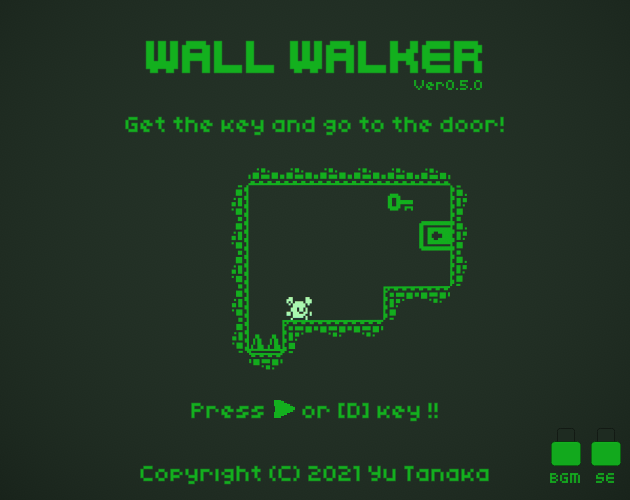 WALL WALKER
Ver0.5.0
Get the key and go to the door!
Press ▶ or [D] key !!
Copyright (C) 2021 Yu Tanaka
BGM SE